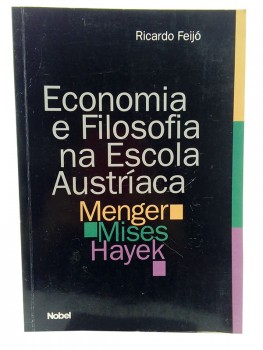 Ricardo Feijó
Economia
e Filosofia
na Escola
Austríaca
Menger
Mises
Hayek
Nobel